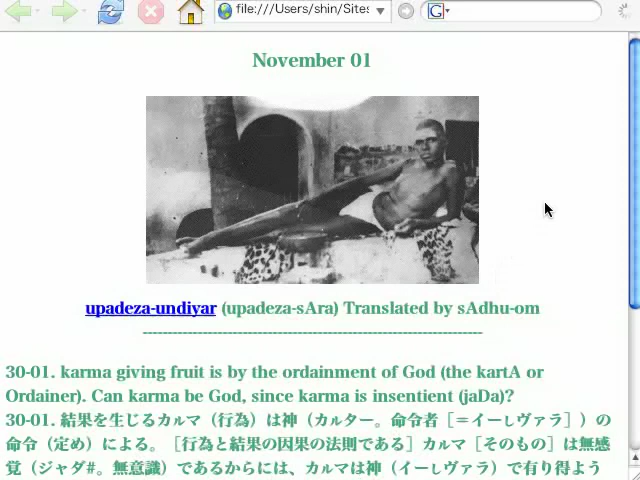 file:///Users/shin/Sites
November 01
upadeza-undiyar (upadeza-sAra) Translated by sAdhu-om
----------------------------------------------------------------------
30-01. karma giving fruit is by the ordainment of God (the kartA or
Ordainer). Can karma be God, since karma is insentient (jaDa)?
30-01. 結果を生じるカルマ（行為）は神（カルター。命令者［＝イーシヴァラ］）の
命令（定め）による。［行為と結果の因果の法則である］カルマ［そのもの］は無感
覚（ジャダ#。無意識）であるからには、カルマは神（イーシヴァラ）で有り得よう